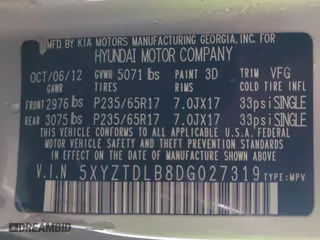 MFD. BY KIA MOTORS MANUFACTURING GEORGIA, INC. FOR
HYUNDAI MOTOR COMPANY
OCT/06/12 GVWR 5071 lbs PAINT 3D TRIM VFG
GAWR TIRES RIMS COLD TIRE INFL
FRONT 2976 lbs P235/65R17 7.0JX17 33psi SINGLE
REAR 3075 lbs P235/65R17 7.0JX17 33psi SINGLE
THIS VEHICLE CONFORMS TO ALL APPLICABLE
FEDERAL MOTOR VEHICLE SAFETY AND THEFT PREVENTION
STANDARDS IN EFFECT ON THE DATE OF MANUFACTURE SHOWN ABOVE.
V.I.N 5XYZTDLB8DG027319 TYPE: MPV